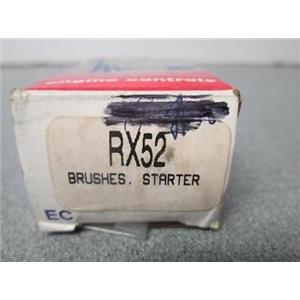 engine controls
RX52
BRUSHES. STARTER
EC